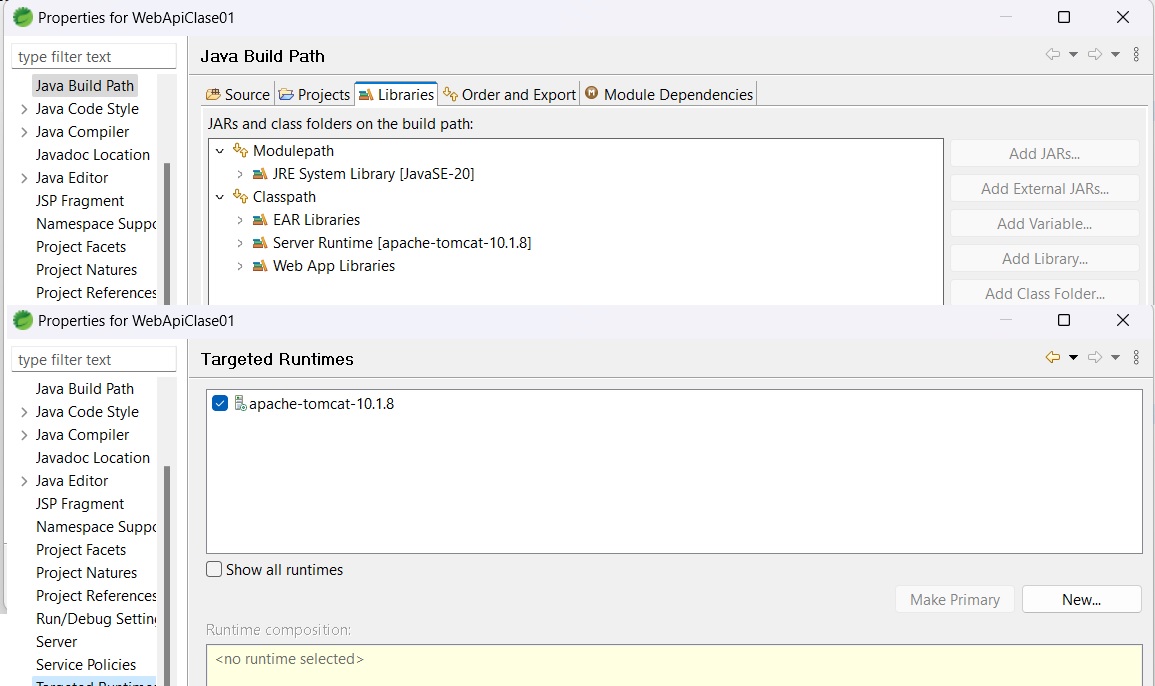 Properties for WebApiClase01
type filter text
Java Build Path
Java Code Style
Java Compiler
Javadoc Location
Java Editor
JSP Fragment
Namespace Suppo
Project Facets
Project Natures
Project References
Java Build Path
Source
Projects
Libraries
Order and Export
Module Dependencies
JARs and class folders on the build path:
Modulepath
JRE System Library [JavaSE-20]
Classpath
EAR Libraries
Server Runtime [apache-tomcat-10.1.8]
Web App Libraries
Add JARs...
Add External JARs...
Add Variable...
Add Library...
Add Class Folder...
Properties for WebApiClase01
type filter text
Java Build Path
Java Code Style
Java Compiler
Javadoc Location
Java Editor
JSP Fragment
Namespace Suppo
Project Facets
Project Natures
Project References
Run/Debug Setting
Server
Service Policies
Targeted Runtimes
Targeted Runtimes
apache-tomcat-10.1.8
Show all runtimes
Make Primary
New...
Runtime composition:
<no runtime selected>